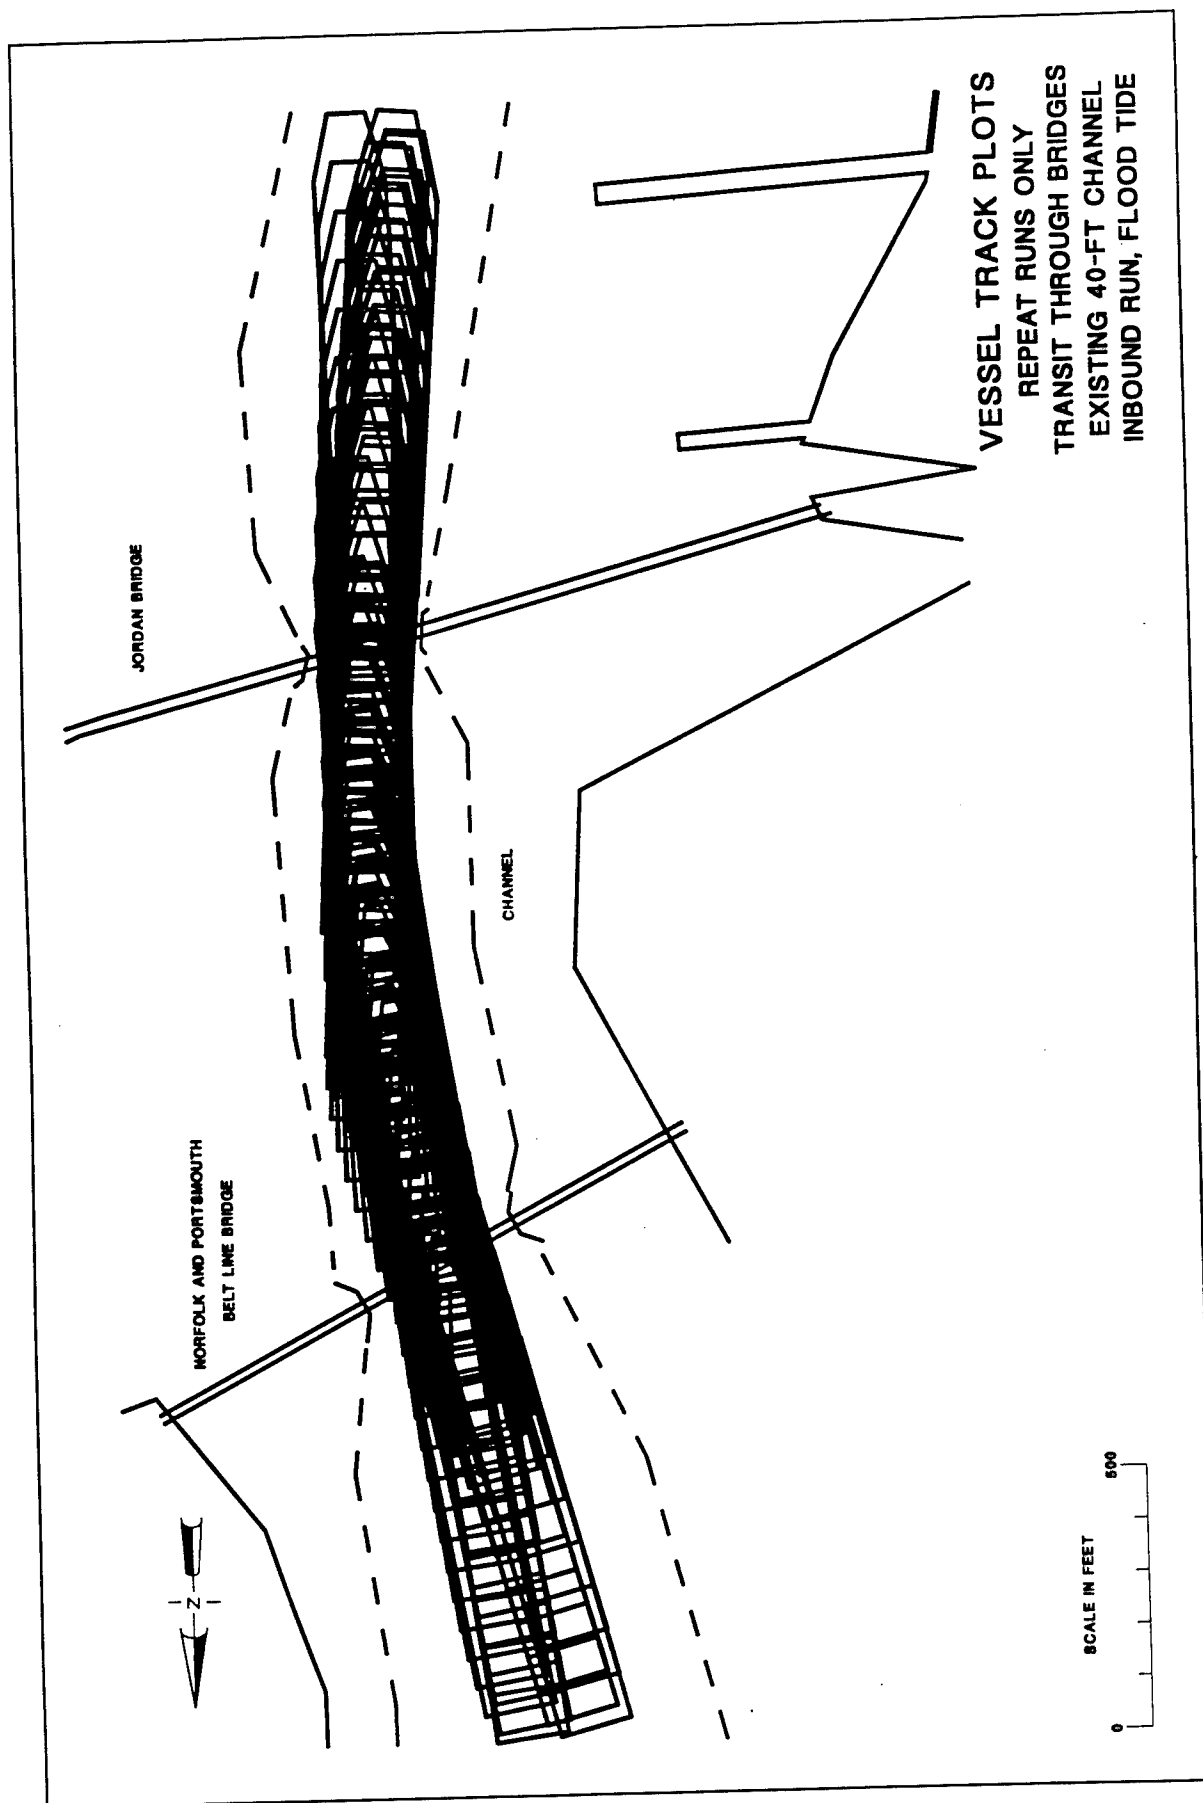 VESSEL TRACK PLOTS
REPEAT RUNS ONLY
TRANSIT THROUGH BRIDGES
EXISTING 40-FT CHANNEL
INBOUND RUN, FLOOD TIDE
JORDAN BRIDGE
CHANNEL
NORFOLK AND PORTSMOUTH
BELT LINE BRIDGE
N
SCALE IN FEET
0
500